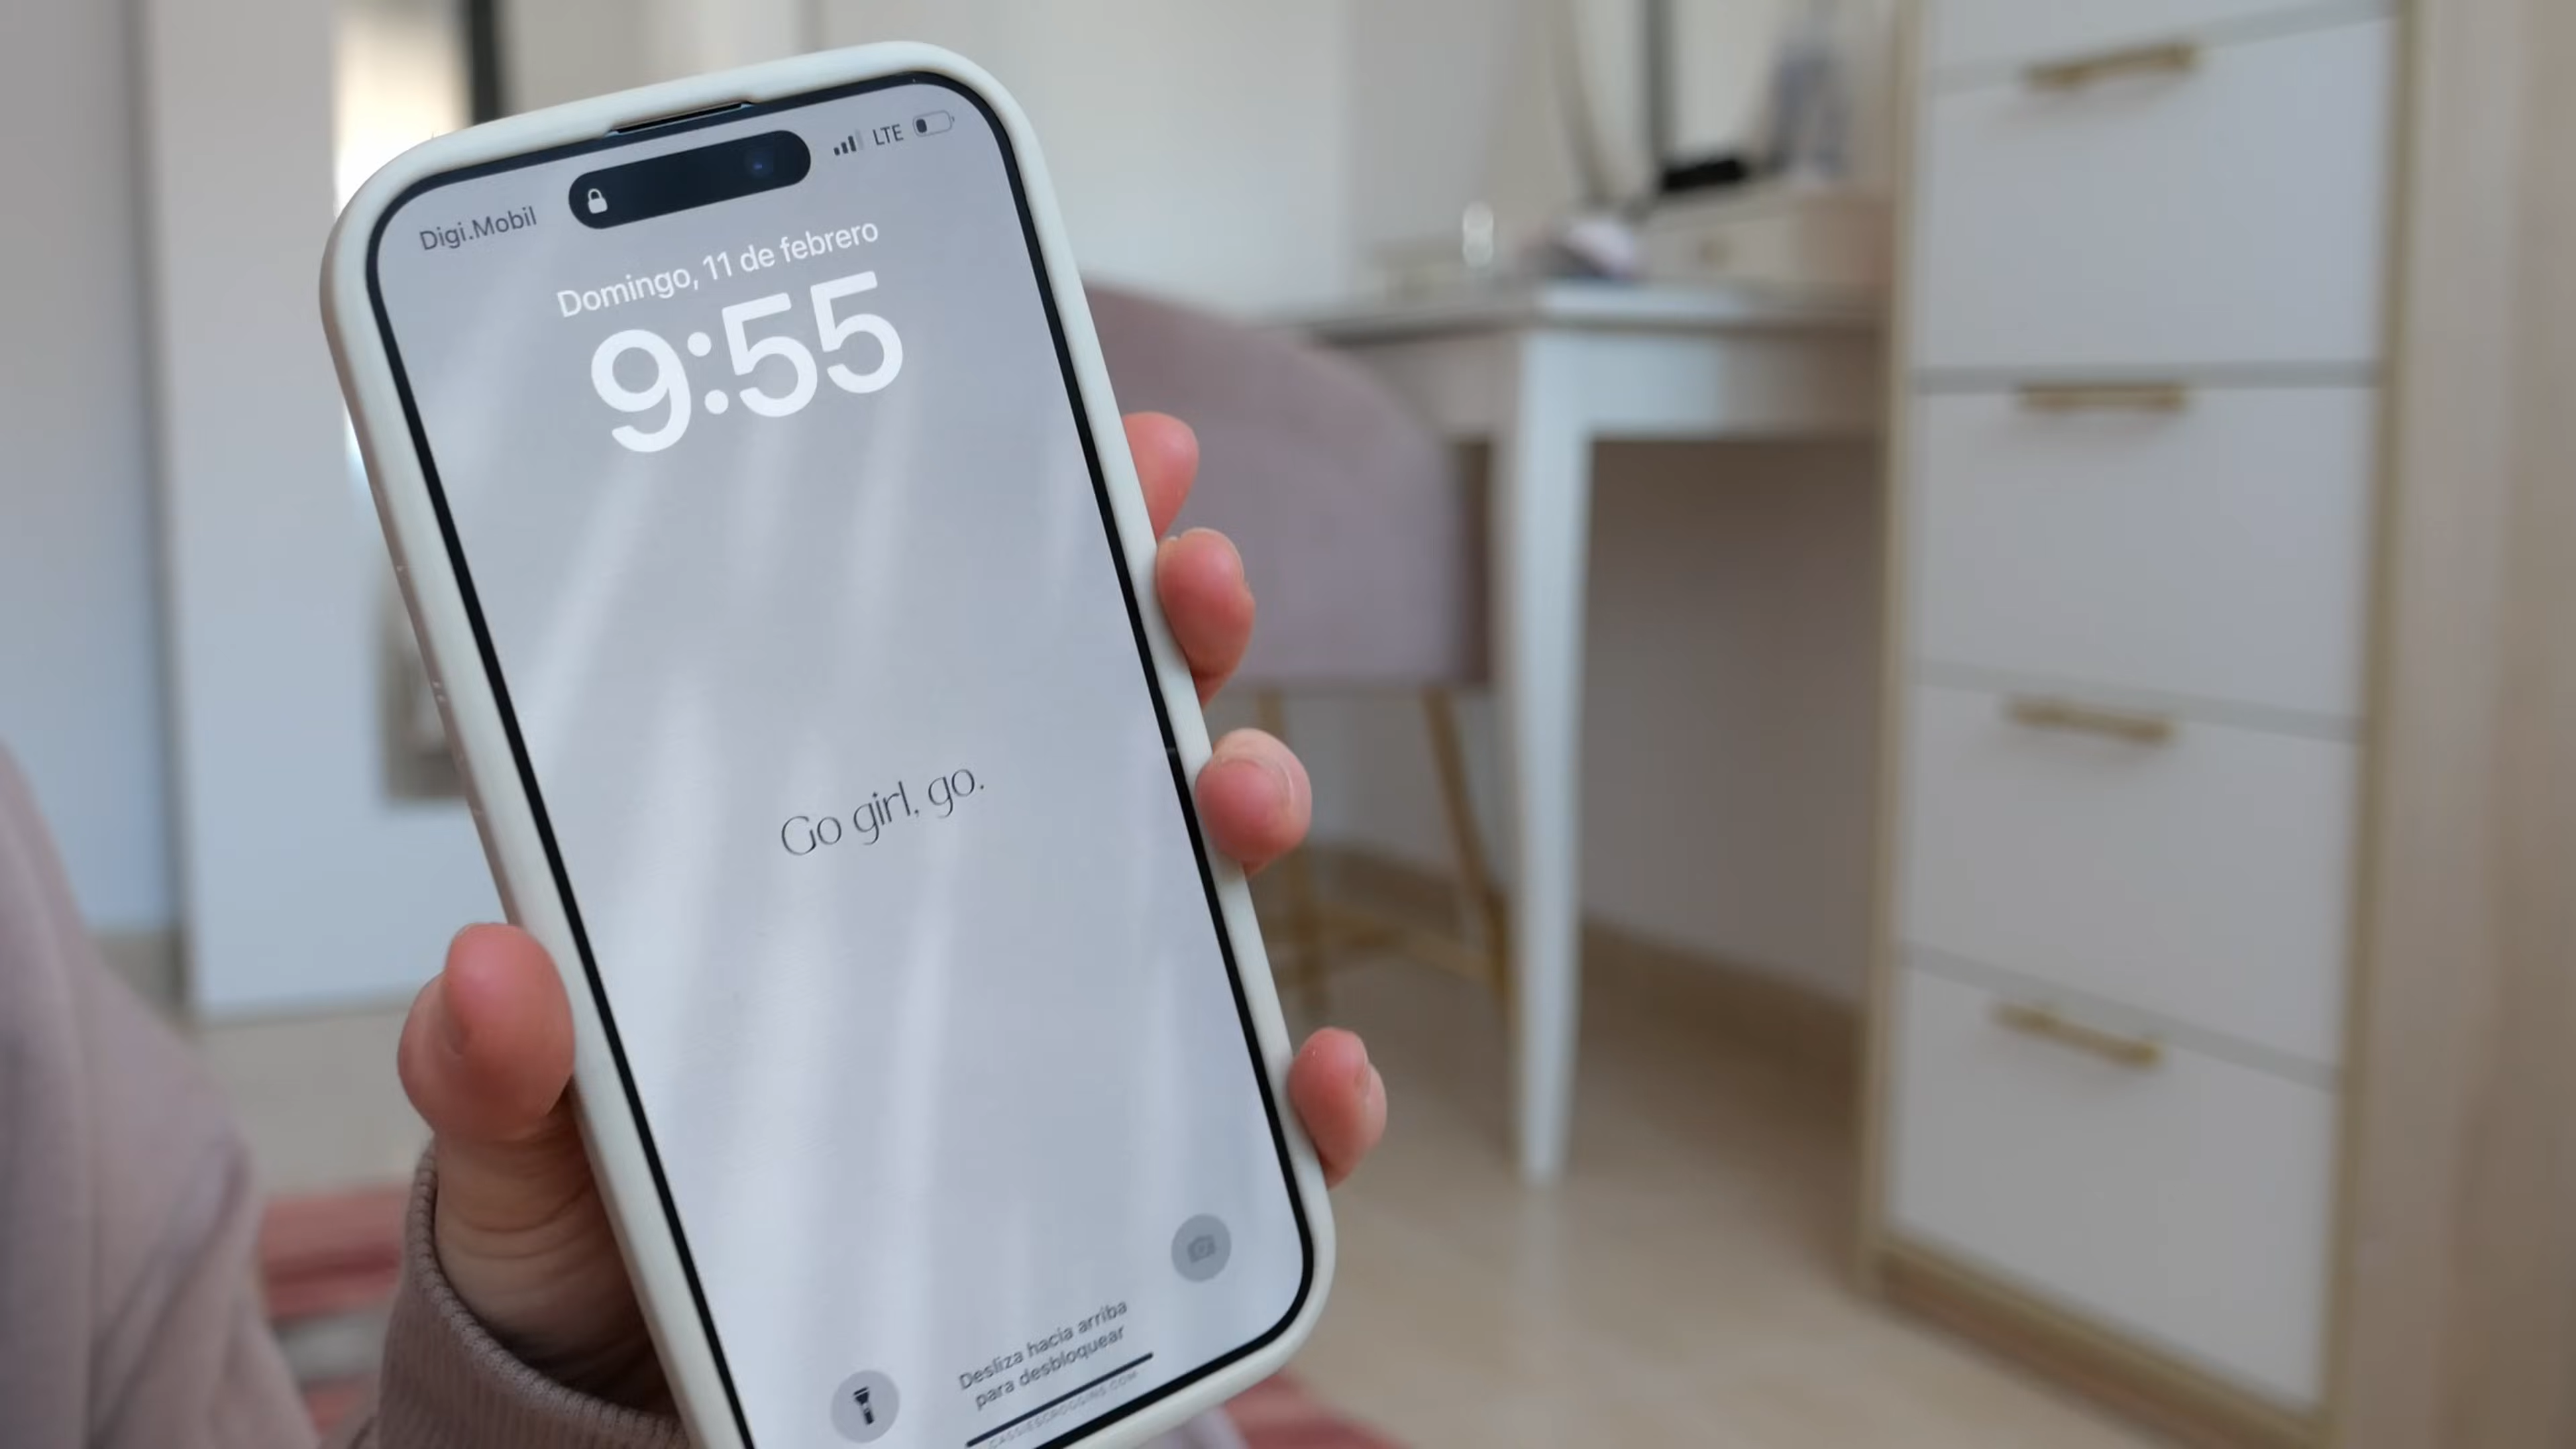 Digi.Mobil
LTE
Domingo, 11 de febrero
9:55
Go girl, go.
Desliza hacia arriba
para desbloquear